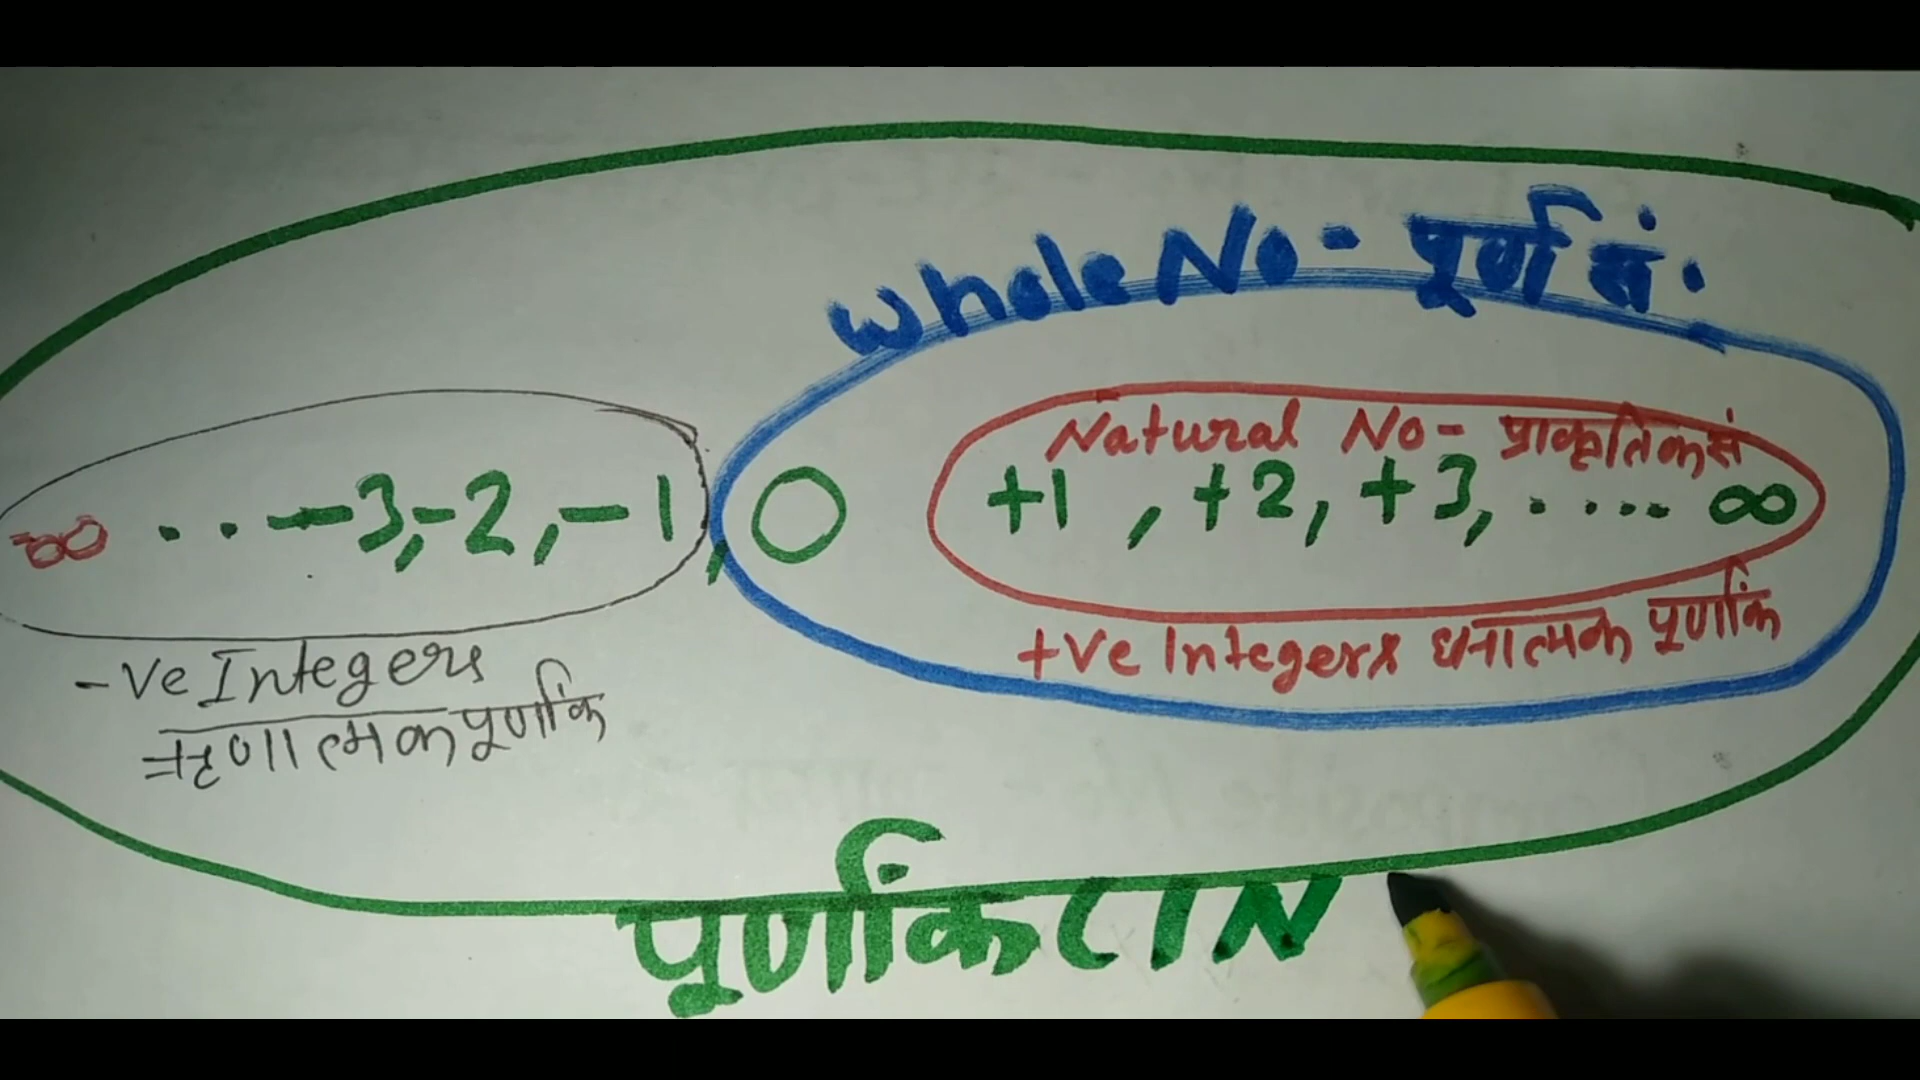 whole No - पूर्ण सं.
Natural No - प्राकृतिक सं
∞ . . -3, -2, -1, 0 +1, +2, +3, ..... ∞
+ve Integers धनात्मक पूर्णांक
-ve Integers
ऋणात्मक पूर्णांक
पूर्णांक (IN